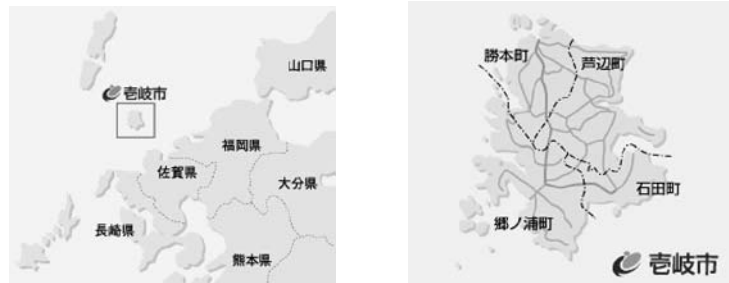 山口県
壱岐市
福岡県
佐賀県
大分県
長崎県
熊本県
勝本町
芦辺町
石田町
郷ノ浦町
壱岐市